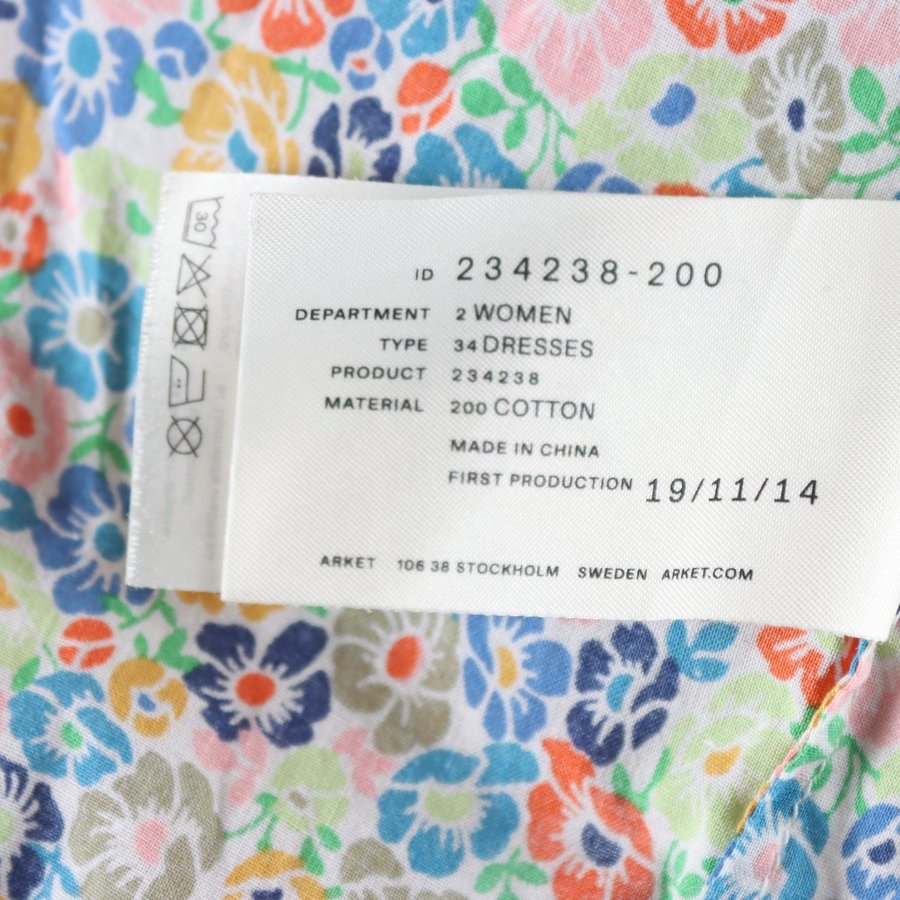 30
ID 234238-200
DEPARTMENT 2 WOMEN
TYPE 34 DRESSES
PRODUCT 234238
MATERIAL 200 COTTON
MADE IN CHINA
FIRST PRODUCTION 19/11/14
ARKET 106 38 STOCKHOLM SWEDEN ARKET.COM